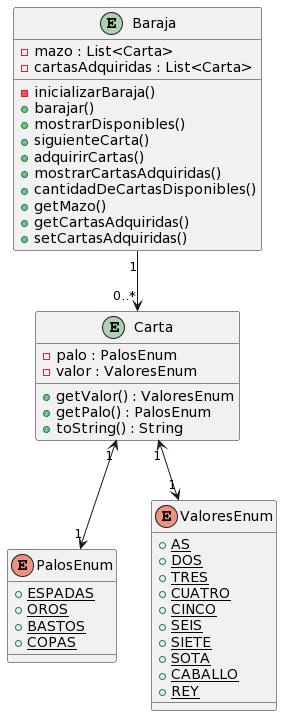 E Baraja
mazo : List<Carta>
cartasAdquiridas : List<Carta>
inicializarBaraja()
barajar()
mostrarDisponibles()
siguienteCarta()
adquirirCartas()
mostrarCartasAdquiridas()
cantidadDeCartasDisponibles()
getMazo()
getCartasAdquiridas()
setCartasAdquiridas()
1
0..*
E Carta
palo : PalosEnum
valor : ValoresEnum
getValor() : ValoresEnum
getPalo() : PalosEnum
toString() : String
1
1
1
1
E PalosEnum
ESPADAS
OROS
BASTOS
COPAS
E ValoresEnum
AS
DOS
TRES
CUATRO
CINCO
SEIS
SIETE
SOTA
CABALLO
REY